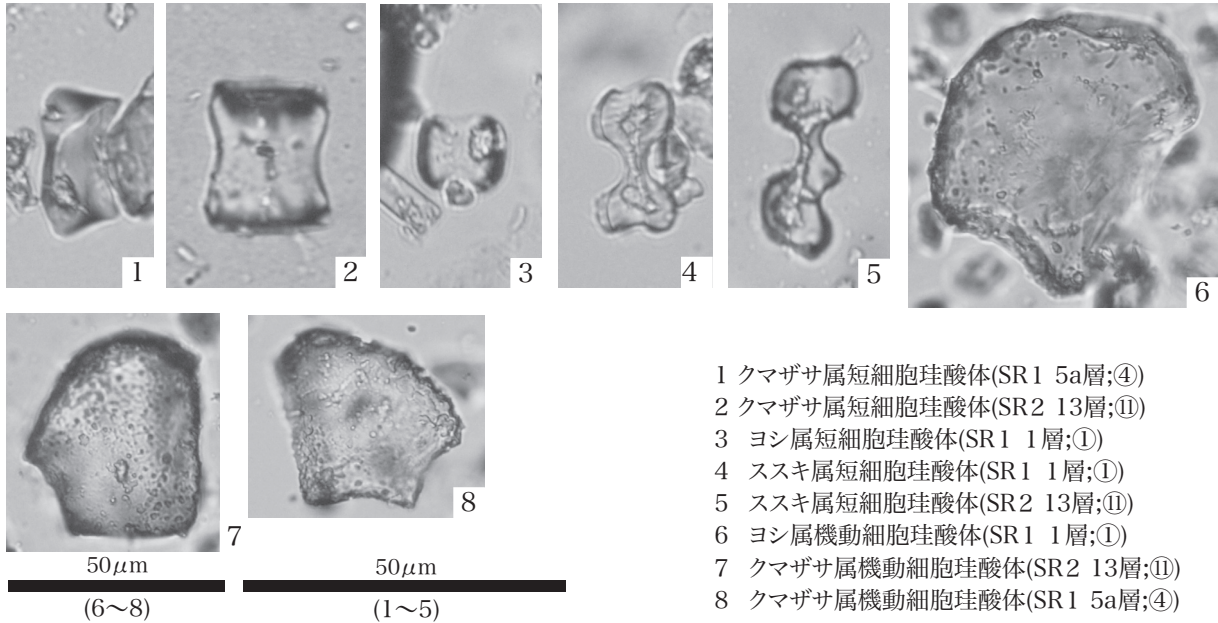 1
2
3
4
5
6
7
8
50μm
(6〜8)
50μm
(1〜5)
1 クマザサ属短細胞珪酸体(SR1 5a層;④)
2 クマザサ属短細胞珪酸体(SR2 13層;⑪)
3 ヨシ属短細胞珪酸体(SR1 1層;①)
4 ススキ属短細胞珪酸体(SR1 1層;①)
5 ススキ属短細胞珪酸体(SR2 13層;⑪)
6 ヨシ属機動細胞珪酸体(SR1 1層;①)
7 クマザサ属機動細胞珪酸体(SR2 13層;⑪)
8 クマザサ属機動細胞珪酸体(SR1 5a層;④)